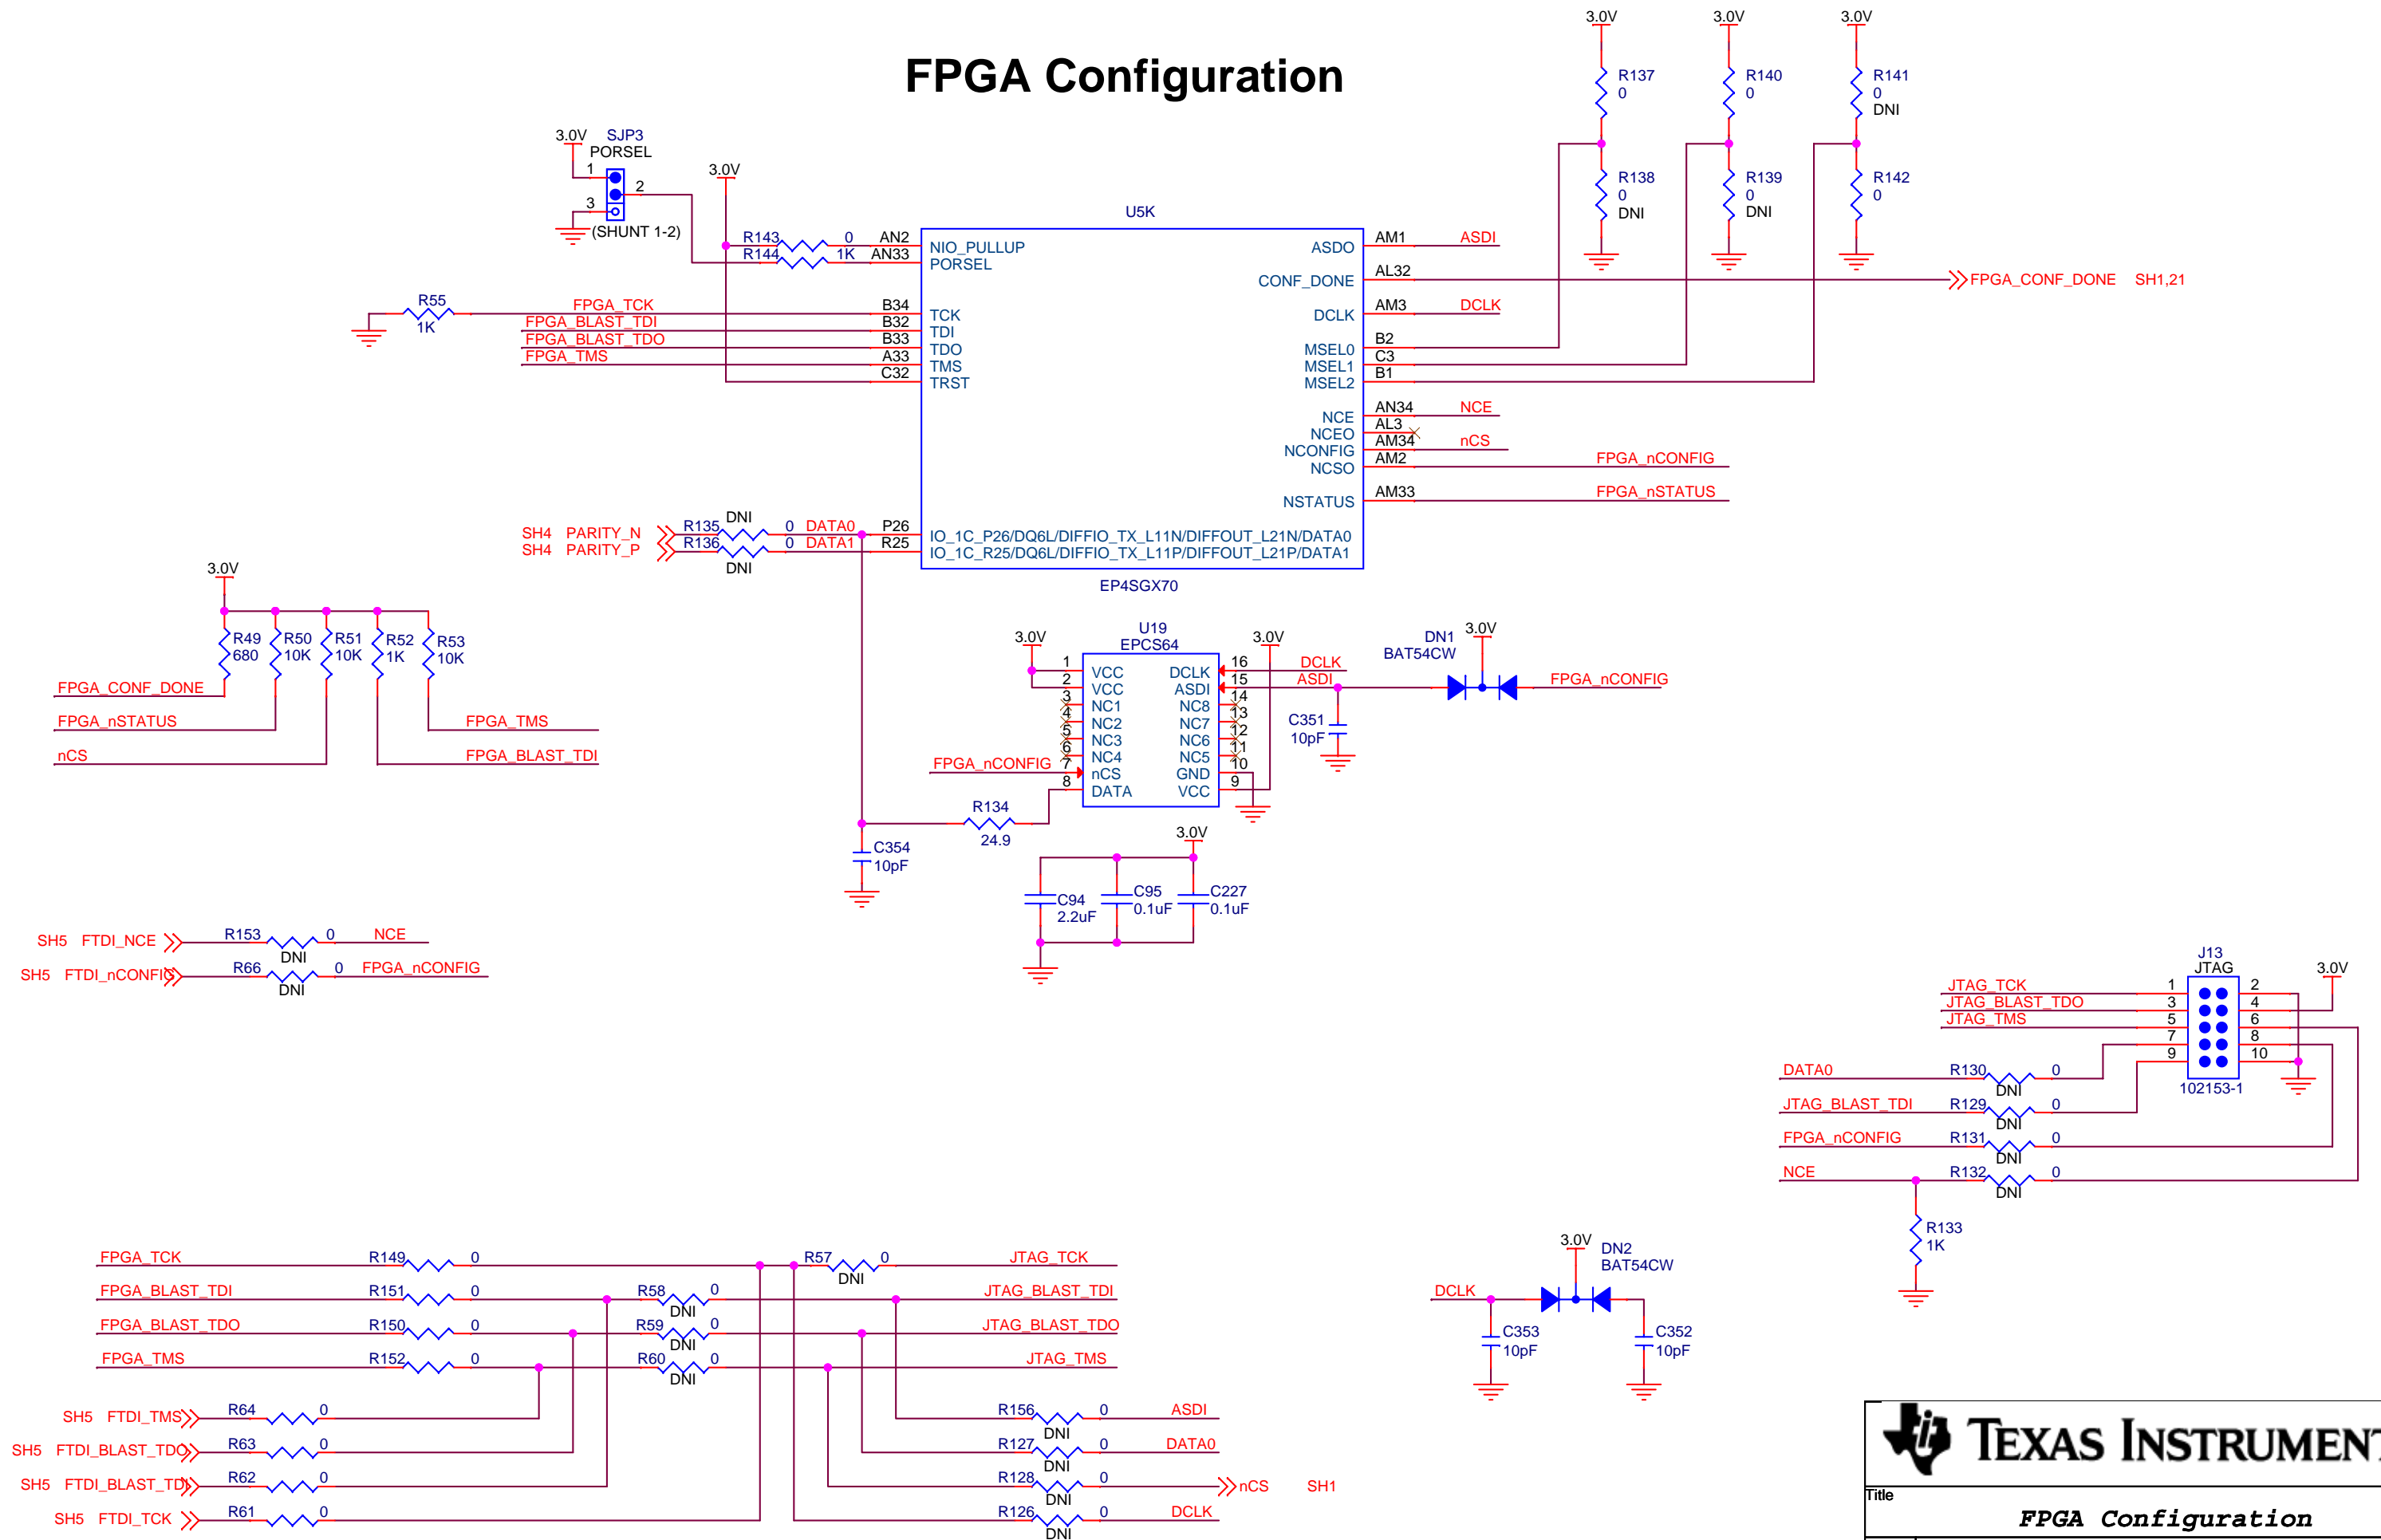 FPGA Configuration
3.0V
R137
0
R138
0
DNI
3.0V
R140
0
R139
0
DNI
3.0V
R141
0
DNI
R142
0
3.0V
SJP3
PORSEL
1
2
3
(SHUNT 1-2)
3.0V
U5K
R143 0 AN2 NIO_PULLUP
R144 1K AN33 PORSEL
R55
1K
FPGA_TCK B34 TCK
FPGA_BLAST_TDI B32 TDI
FPGA_BLAST_TDO B33 TDO
FPGA_TMS A33 TMS
C32 TRST
ASDO AM1 ASDI
CONF_DONE AL32 FPGA_CONF_DONE SH1,21
DCLK AM3 DCLK
MSEL0 B2
MSEL1 C3
MSEL2 B1
NCE AN34 NCE
NCEO AL3
NCONFIG AM34 nCS
NCSO AM2 FPGA_nCONFIG
NSTATUS AM33 FPGA_nSTATUS
DNI
SH4 PARITY_N R135 0 DATA0 P26 IO_1C_P26/DQ6L/DIFFIO_TX_L11N/DIFFOUT_L21N/DATA0
SH4 PARITY_P R136 0 DATA1 R25 IO_1C_R25/DQ6L/DIFFIO_TX_L11P/DIFFOUT_L21P/DATA1
DNI
EP4SGX70
3.0V
R49
680
R50
10K
R51
10K
R52
1K
R53
10K
FPGA_CONF_DONE
FPGA_nSTATUS
nCS
FPGA_TMS
FPGA_BLAST_TDI
3.0V
U19
EPCS64
3.0V
1 VCC DCLK 16 DCLK
2 VCC ASDI 15 ASDI
3 NC1 NC8 14
4 NC2 NC7 13
5 NC3 NC6 12
6 NC4 NC5 11
FPGA_nCONFIG 7 nCS GND 10
8 DATA VCC 9
DN1
BAT54CW
3.0V
FPGA_nCONFIG
C351
10pF
R134
24.9
C354
10pF
3.0V
C94
2.2uF
C95
0.1uF
C227
0.1uF
SH5 FTDI_NCE R153 0 NCE
DNI
SH5 FTDI_nCONFIG R66 0 FPGA_nCONFIG
DNI
J13
JTAG
3.0V
JTAG_TCK 1 2
JTAG_BLAST_TDO 3 4
JTAG_TMS 5 6
7 8
9 10
102153-1
DATA0 R130 0
DNI
JTAG_BLAST_TDI R129 0
DNI
FPGA_nCONFIG R131 0
DNI
NCE R132 0
DNI
R133
1K
FPGA_TCK R149 0 R57 0 JTAG_TCK
DNI
FPGA_BLAST_TDI R151 0 R58 0 JTAG_BLAST_TDI
DNI
FPGA_BLAST_TDO R150 0 R59 0 JTAG_BLAST_TDO
DNI
FPGA_TMS R152 0 R60 0 JTAG_TMS
DNI
SH5 FTDI_TMS R64 0 R156 0 ASDI
DNI
SH5 FTDI_BLAST_TDO R63 0 R127 0 DATA0
DNI
SH5 FTDI_BLAST_TDI R62 0 R128 0 nCS SH1
DNI
SH5 FTDI_TCK R61 0 R126 0 DCLK
DNI
3.0V
DN2
BAT54CW
DCLK
C353
10pF
C352
10pF
TEXAS INSTRUMENT
Title
FPGA Configuration